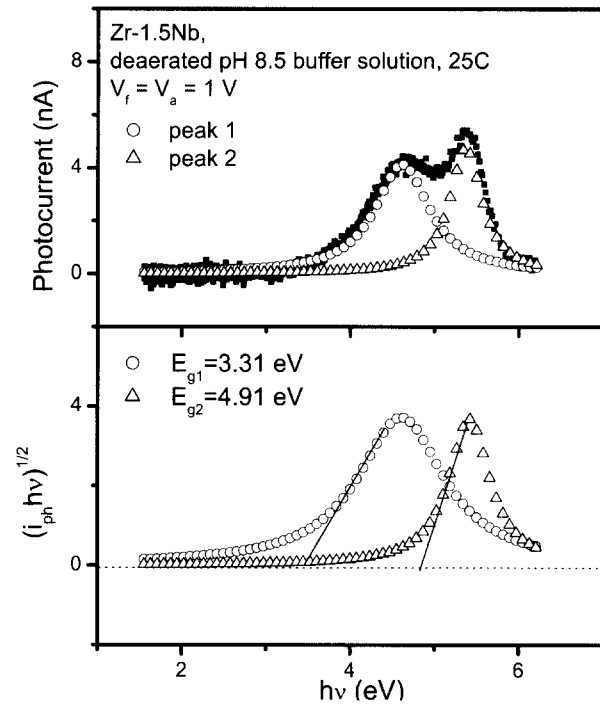 Zr-1.5Nb,
deaerated pH 8.5 buffer solution, 25C
V_f = V_a = 1 V
○ peak 1
△ peak 2
8
4
0
Photocurrent (nA)
○ E_g1=3.31 eV
△ E_g2=4.91 eV
4
0
(i_ph hν)^1/2
2
4
6
hν (eV)